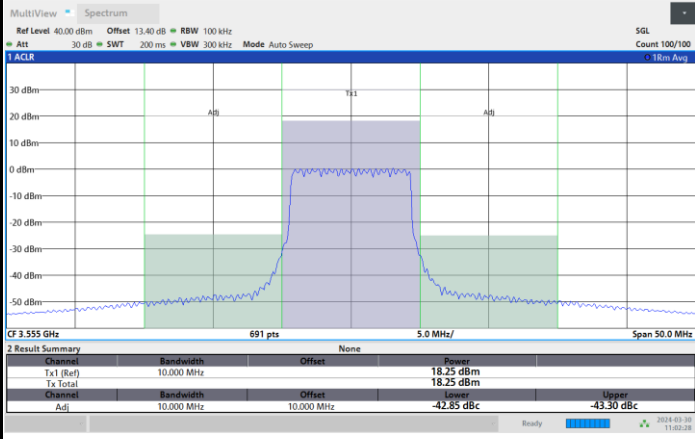 MultiView Spectrum
Ref Level 40.00 dBm Offset 13.40 dB RBW 100 kHz SGL
Att 30 dB SWT 200 ms VBW 300 kHz Mode Auto Sweep Count 100/100
1 ACLR 1Rm Avg
30 dBm
Tx1
20 dBm
Adj Adj
10 dBm
0 dBm
-10 dBm
-20 dBm
-30 dBm
-40 dBm
-50 dBm
CF 3.555 GHz 691 pts 5.0 MHz/ Span 50.0 MHz
2 Result Summary None
Channel Bandwidth Offset Power
Tx1 (Ref) 10.000 MHz 18.25 dBm
Tx Total 18.25 dBm
Channel Bandwidth Offset Lower Upper
Adj 10.000 MHz 10.000 MHz -42.85 dBc -43.30 dBc
Ready 2024-03-30
11:02:28